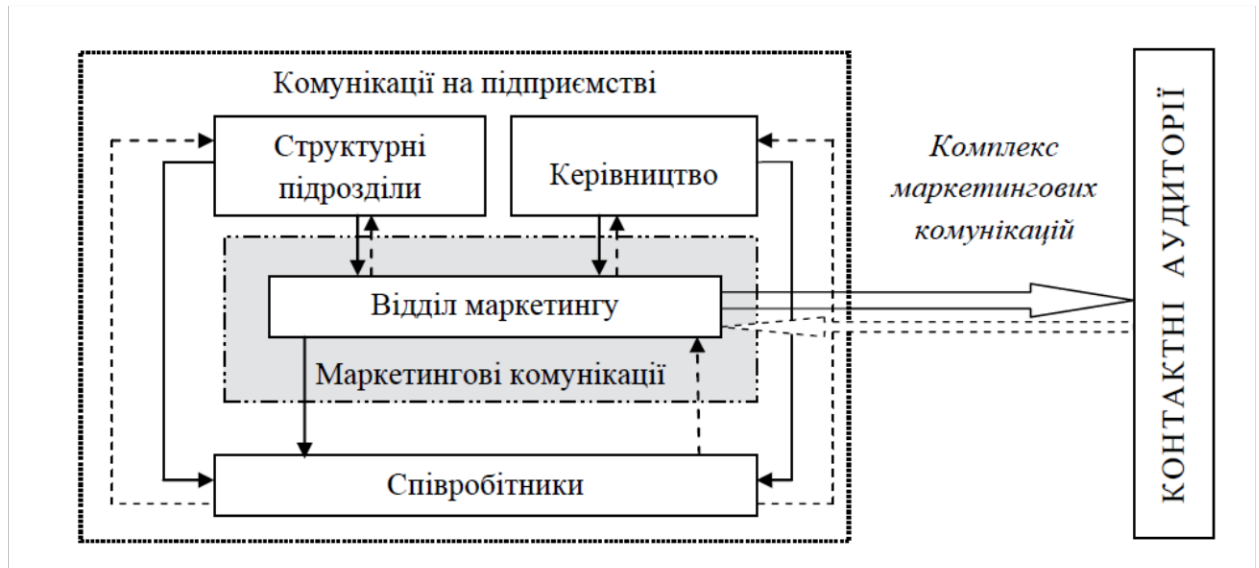 Комунікації на підприємстві
Структурні
підрозділи
Керівництво
Відділ маркетингу
Маркетингові комунікації
Співробітники
Комплекс
маркетингових
комунікацій
КОНТАКТНІ АУДИТОРІЇ